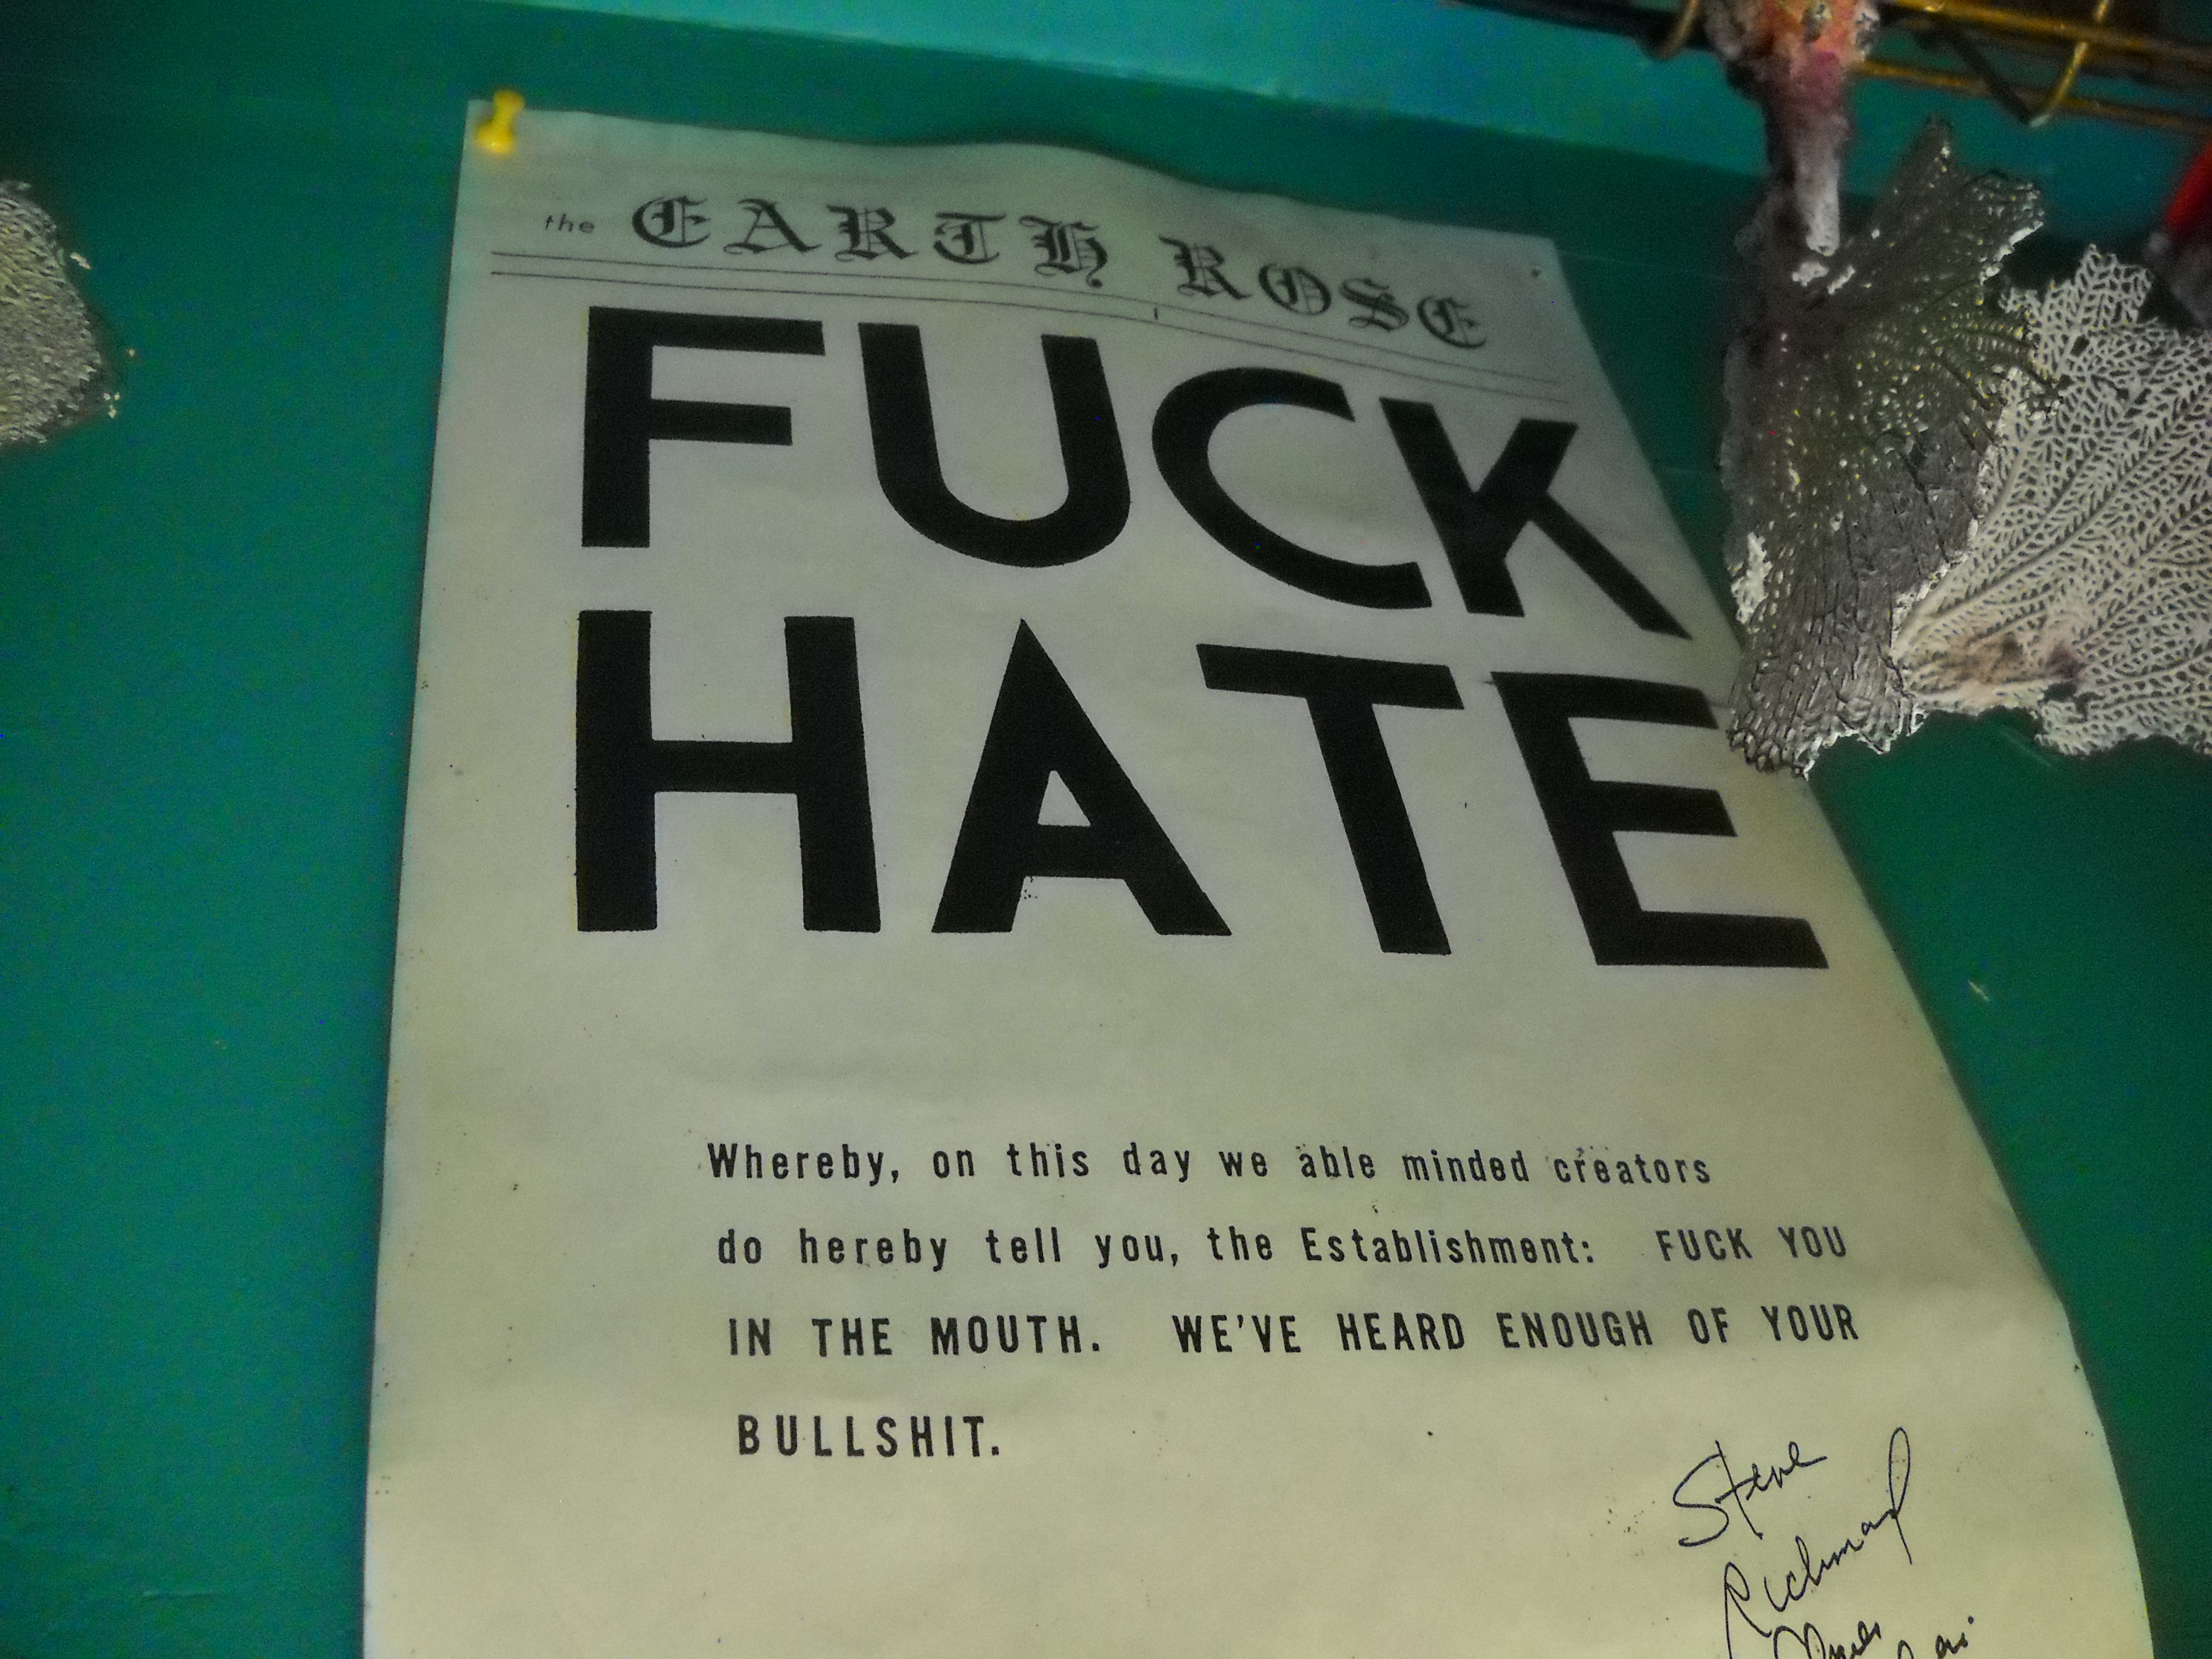 the EARTH ROSE
FUCK
HATE
Whereby, on this day we able minded creators
do hereby tell you, the Establishment: FUCK YOU
IN THE MOUTH. WE'VE HEARD ENOUGH OF YOUR
BULLSHIT.
Steve
Richmond